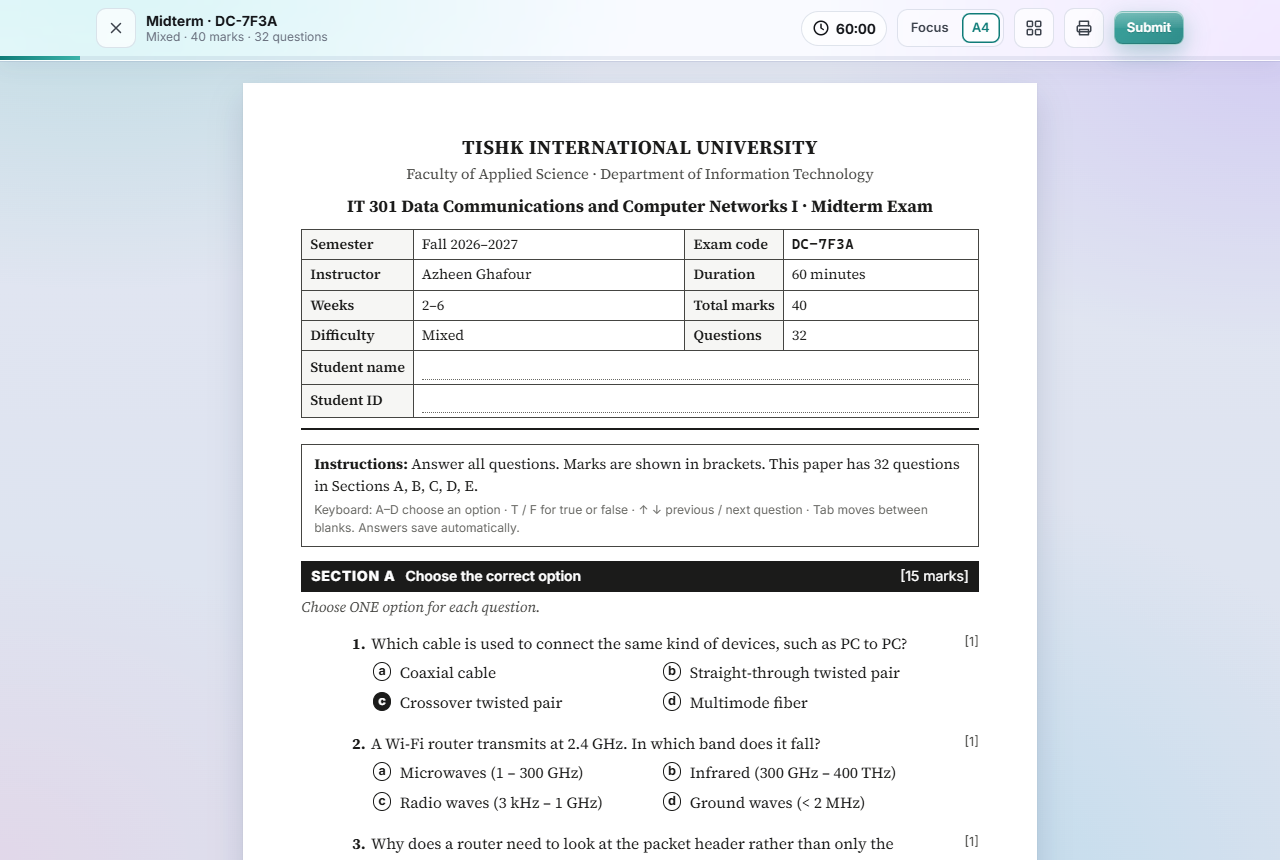 Midterm · DC-7F3A
Mixed · 40 marks · 32 questions
60:00
Focus
A4
Submit
TISHK INTERNATIONAL UNIVERSITY
Faculty of Applied Science · Department of Information Technology
IT 301 Data Communications and Computer Networks I · Midterm Exam
Semester Fall 2026–2027 Exam code DC-7F3A
Instructor Azheen Ghafour Duration 60 minutes
Weeks 2–6 Total marks 40
Difficulty Mixed Questions 32
Student name
Student ID
Instructions: Answer all questions. Marks are shown in brackets. This paper has 32 questions
in Sections A, B, C, D, E.
Keyboard: A–D choose an option · T / F for true or false · ↑ ↓ previous / next question · Tab moves between
blanks. Answers save automatically.
SECTION A Choose the correct option [15 marks]
Choose ONE option for each question.
1. Which cable is used to connect the same kind of devices, such as PC to PC? [1]
a Coaxial cable b Straight-through twisted pair
c Crossover twisted pair d Multimode fiber
2. A Wi-Fi router transmits at 2.4 GHz. In which band does it fall? [1]
a Microwaves (1 – 300 GHz) b Infrared (300 GHz – 400 THz)
c Radio waves (3 kHz – 1 GHz) d Ground waves (< 2 MHz)
3. Why does a router need to look at the packet header rather than only the [1]